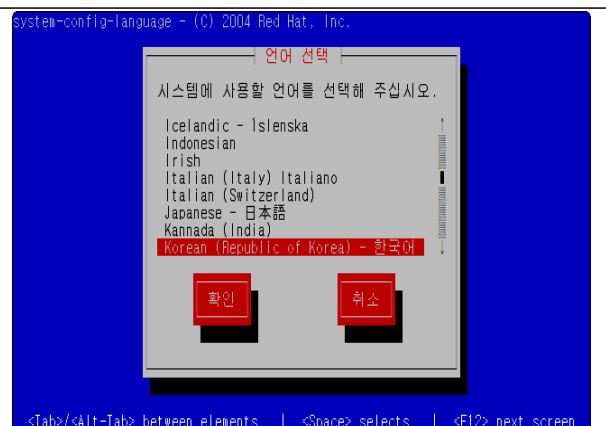 system-config-language - (C) 2004 Red Hat, Inc.
언어 선택
시스템에 사용할 언어를 선택해 주십시오.
Icelandic - Íslenska
Indonesian
Irish
Italian (Italy) Italiano
Italian (Switzerland)
Japanese - 日本語
Kannada (India)
Korean (Republic of Korea) - 한국어
확인 취소
<Tab>/<Alt-Tab> between elements | <Space> selects | <F12> next screen